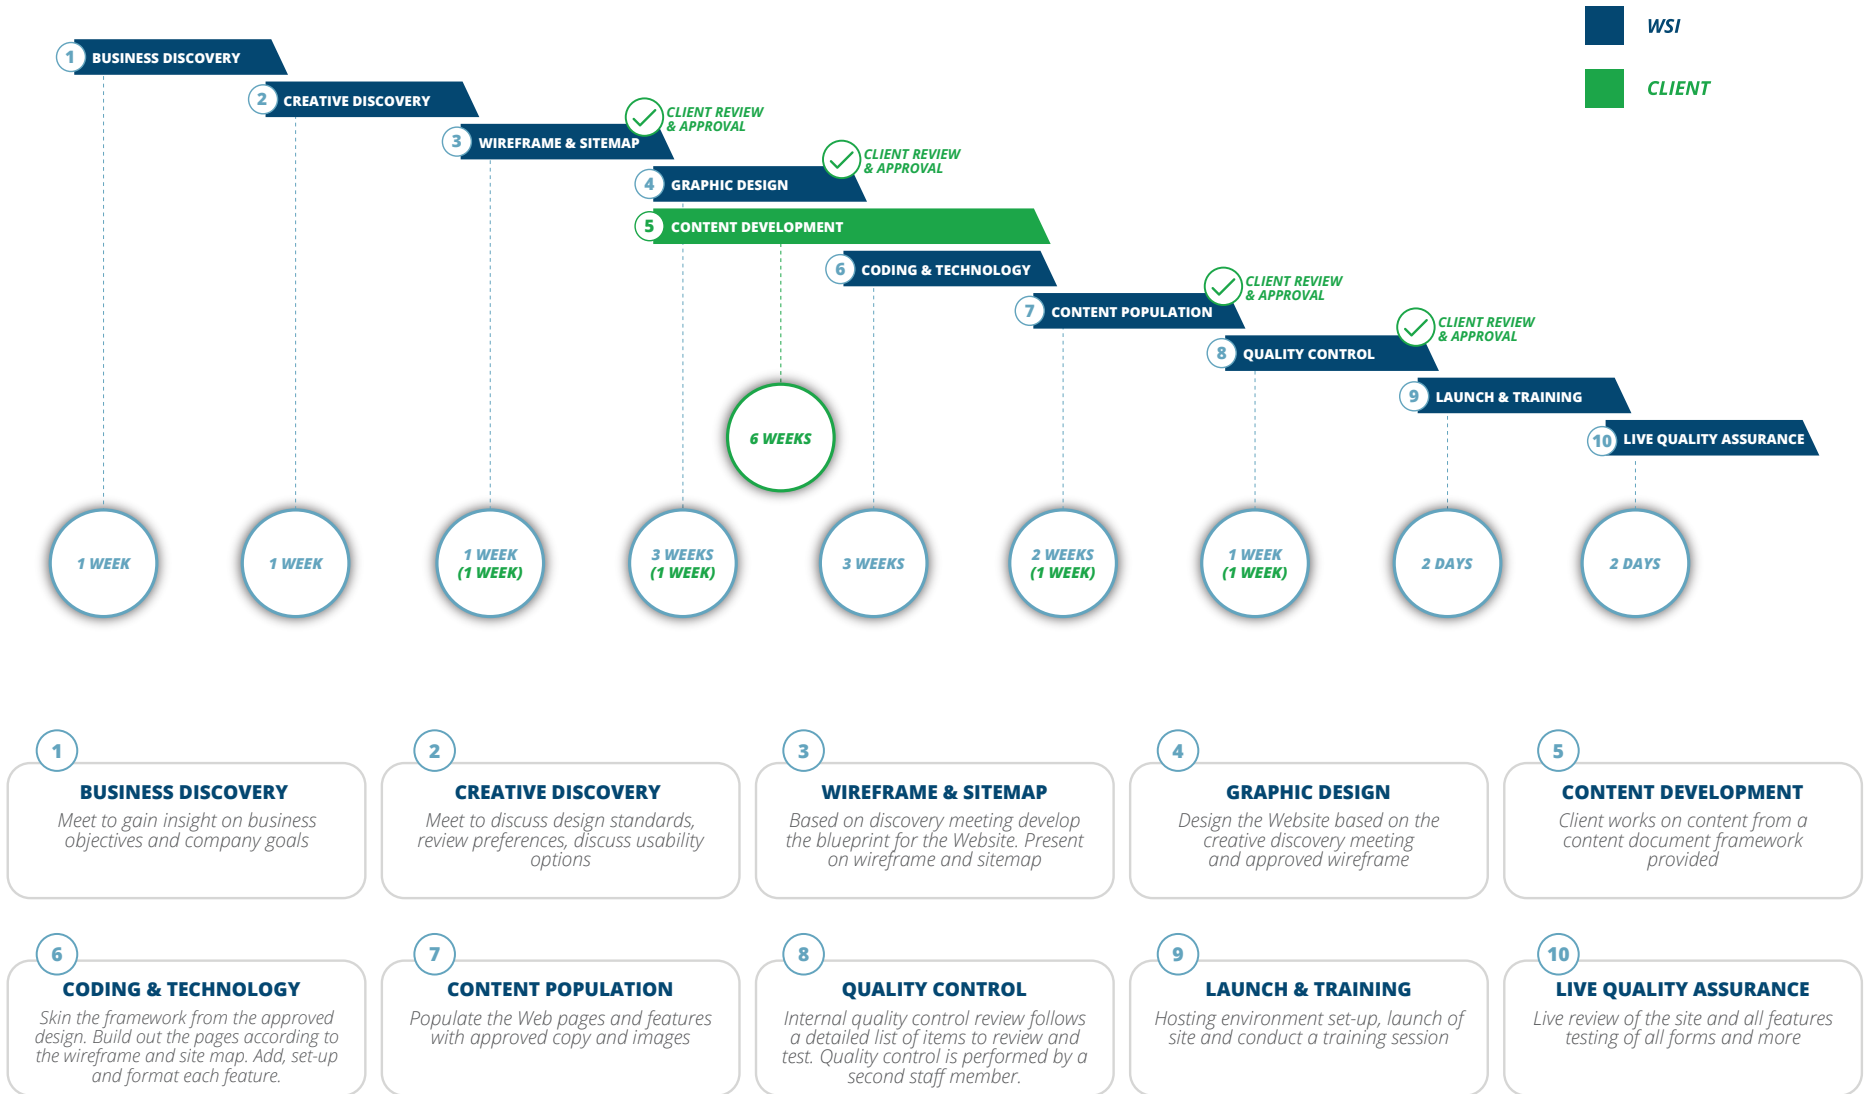 WSI
CLIENT
1 BUSINESS DISCOVERY
2 CREATIVE DISCOVERY
3 WIREFRAME & SITEMAP
CLIENT REVIEW
& APPROVAL
4 GRAPHIC DESIGN
CLIENT REVIEW
& APPROVAL
5 CONTENT DEVELOPMENT
6 CODING & TECHNOLOGY
7 CONTENT POPULATION
CLIENT REVIEW
& APPROVAL
8 QUALITY CONTROL
CLIENT REVIEW
& APPROVAL
9 LAUNCH & TRAINING
10 LIVE QUALITY ASSURANCE
6 WEEKS
1 WEEK
1 WEEK
1 WEEK
(1 WEEK)
3 WEEKS
(1 WEEK)
3 WEEKS
2 WEEKS
(1 WEEK)
1 WEEK
(1 WEEK)
2 DAYS
2 DAYS
1
BUSINESS DISCOVERY
Meet to gain insight on business
objectives and company goals
2
CREATIVE DISCOVERY
Meet to discuss design standards,
review preferences, discuss usability
options
3
WIREFRAME & SITEMAP
Based on discovery meeting develop
the blueprint for the Website. Present
on wireframe and sitemap
4
GRAPHIC DESIGN
Design the Website based on the
creative discovery meeting
and approved wireframe
5
CONTENT DEVELOPMENT
Client works on content from a
content document framework
provided
6
CODING & TECHNOLOGY
Skin the framework from the approved
design. Build out the pages according to
the wireframe and site map. Add, set-up
and format each feature.
7
CONTENT POPULATION
Populate the Web pages and features
with approved copy and images
8
QUALITY CONTROL
Internal quality control review follows
a detailed list of items to review and
test. Quality control is performed by a
second staff member.
9
LAUNCH & TRAINING
Hosting environment set-up, launch of
site and conduct a training session
10
LIVE QUALITY ASSURANCE
Live review of the site and all features
testing of all forms and more